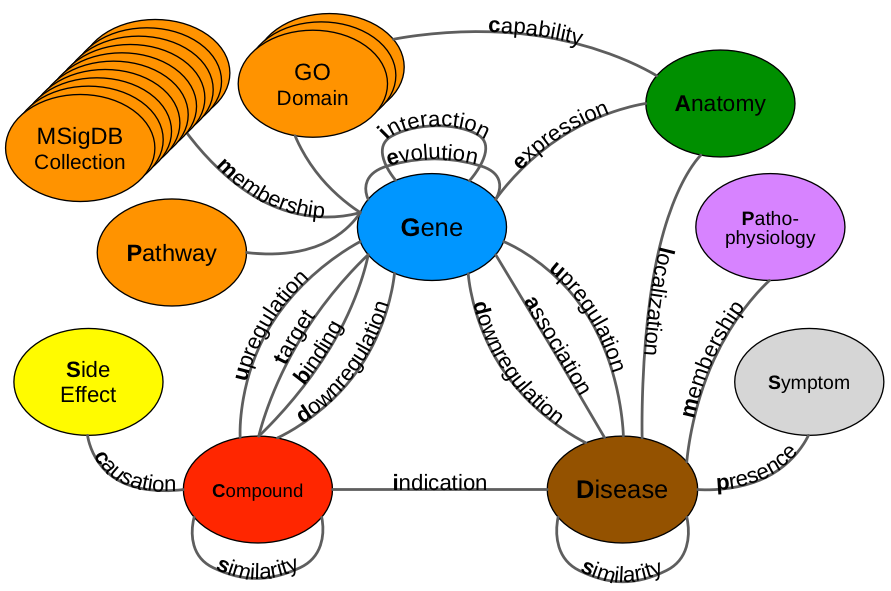 capability
GO
Domain
MSigDB
Collection
Anatomy
interaction
evolution
expression
membership
Gene
Patho-
physiology
Pathway
upregulation
target
binding
downregulation
downregulation
association
upregulation
localization
membership
Side
Effect
Symptom
causation
Compound
indication
Disease
presence
similarity
similarity